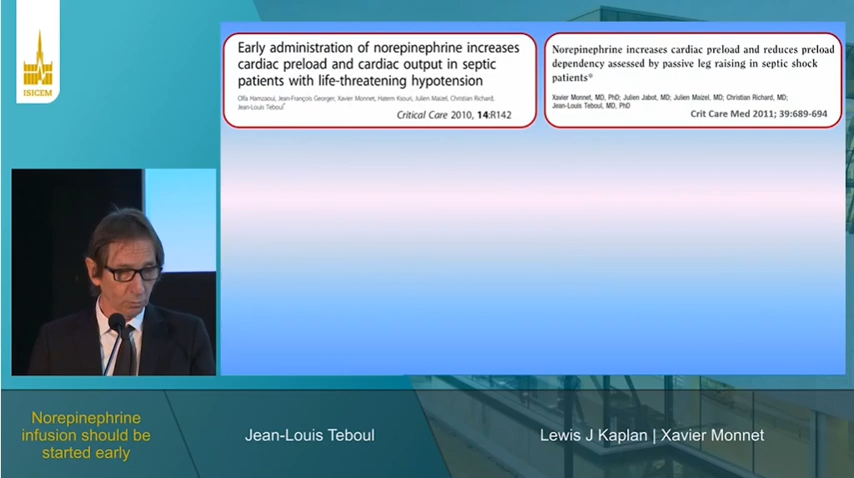 ISICEM
Early administration of norepinephrine increases
cardiac preload and cardiac output in septic
patients with life-threatening hypotension
Olfa Hamzaoui, Jean-François Georger, Xavier Monnet, Hatem Ksouri, Julien Maizel, Christian Richard,
Jean-Louis Teboul*
Critical Care 2010, 14:R142
Norepinephrine increases cardiac preload and reduces preload
dependency assessed by passive leg raising in septic shock
patients*
Xavier Monnet, MD, PhD; Julien Jabot, MD; Julien Maizel, MD; Christian Richard, MD;
Jean-Louis Teboul, MD, PhD
Crit Care Med 2011; 39:689-694
Norepinephrine
infusion should be
started early
Jean-Louis Teboul
Lewis J Kaplan | Xavier Monnet